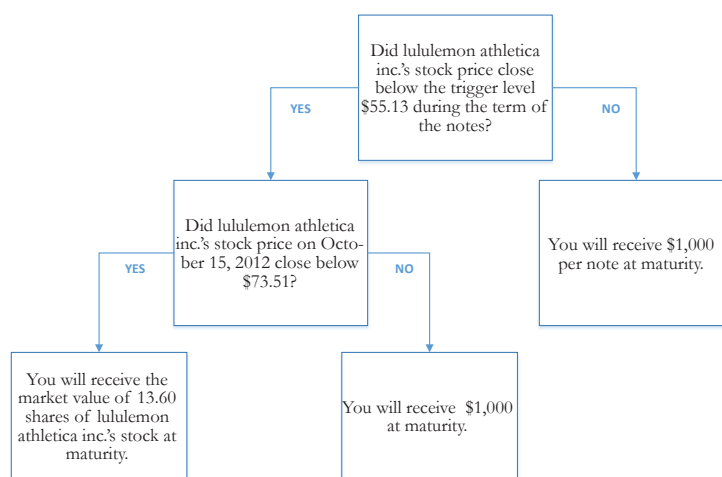 Did lululemon athletica
inc.'s stock price close
below the trigger level
$55.13 during the term of
the notes?
YES
NO
Did lululemon athletica
inc.'s stock price on Octo-
ber 15, 2012 close below
$73.51?
You will receive $1,000
per note at maturity.
YES
NO
You will receive the
market value of 13.60
shares of lululemon
athletica inc.'s stock at
maturity.
You will receive $1,000
at maturity.